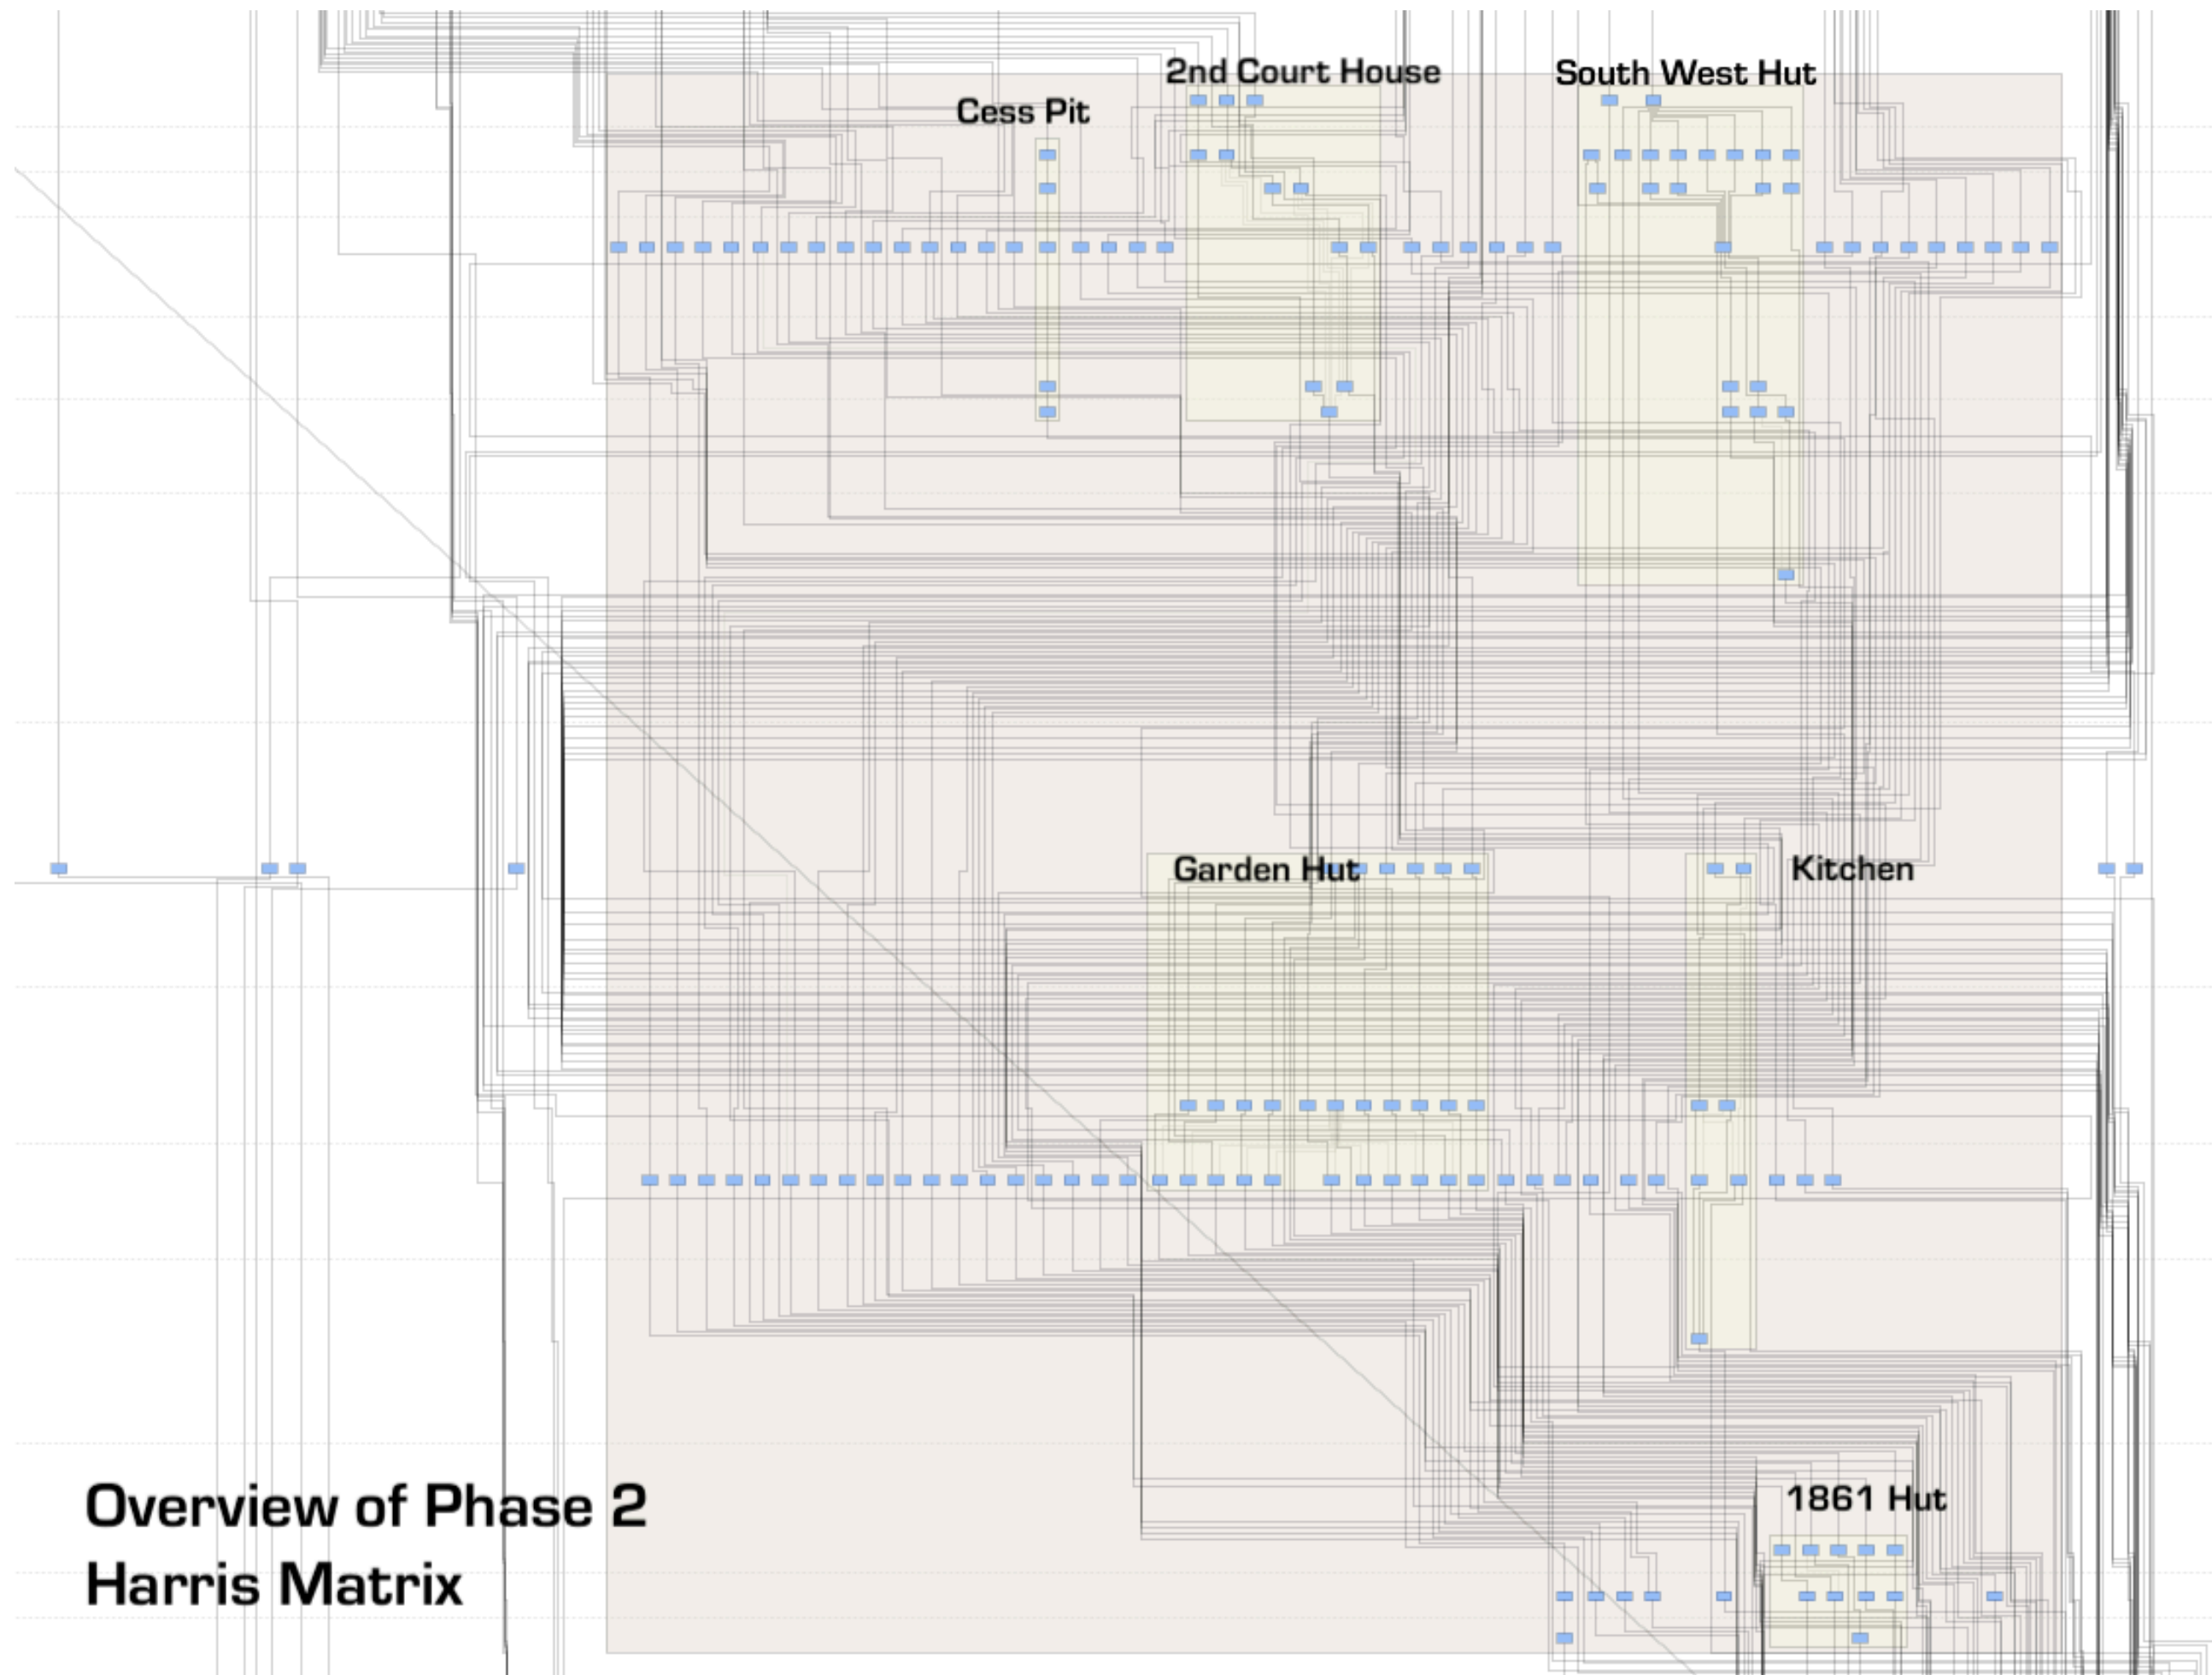 2nd Court House
South West Hut
Cess Pit
Garden Hut
Kitchen
1861 Hut
Overview of Phase 2
Harris Matrix